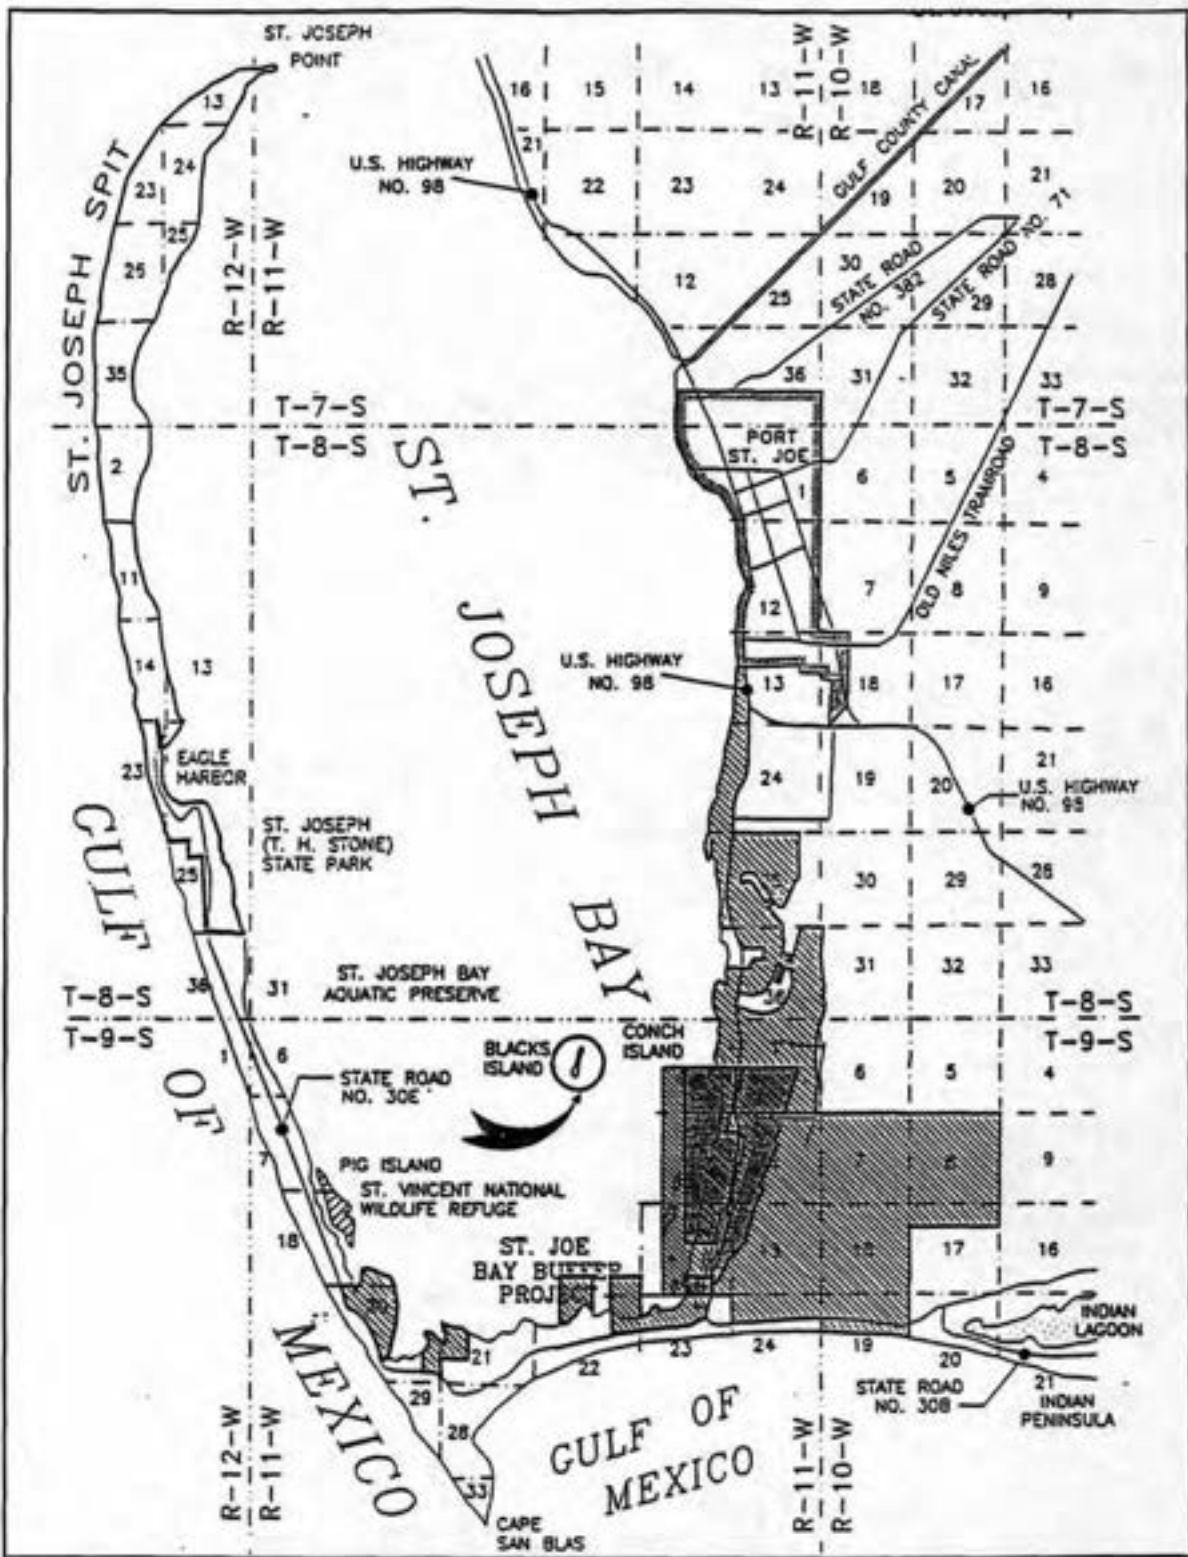 ST. JOSEPH
POINT
13
24
23
25
25
35
2
11
14
13
23
25
36
31
1
6
7
18
ST. JOSEPH SPIT
R-12-W
R-11-W
T-7-S
T-8-S
16
15
14
13
R-11-W
R-10-W
18
17
16
GULF COUNTY CANAL
21
22
23
24
19
20
21
U.S. HIGHWAY
NO. 98
12
25
30
29
28
STATE ROAD
NO. 382
STATE ROAD NO. 71
36
31
32
33
T-7-S
T-8-S
PORT
ST. JOE
1
6
5
4
OLD NILES TRAMROAD
12
7
8
9
U.S. HIGHWAY
NO. 98
13
18
17
16
24
19
20
21
U.S. HIGHWAY
NO. 98
30
29
28
31
32
33
36
ST. JOSEPH BAY
EAGLE
HARBOR
ST. JOSEPH
(T. H. STONE)
STATE PARK
ST. JOSEPH BAY
AQUATIC PRESERVE
T-8-S
T-9-S
T-8-S
T-9-S
CONCH
ISLAND
BLACKS
ISLAND
STATE ROAD
NO. 30E
6
5
4
7
8
9
PIG ISLAND
ST. VINCENT NATIONAL
WILDLIFE REFUGE
ST. JOE
BAY BUFFER
PROJECT
13
18
17
16
INDIAN
LAGOON
20
21
22
23
24
19
20
21
29
28
33
STATE ROAD
NO. 30B
INDIAN
PENINSULA
GULF OF MEXICO
GULF OF
MEXICO
R-12-W
R-11-W
R-11-W
R-10-W
CAPE
SAN BLAS